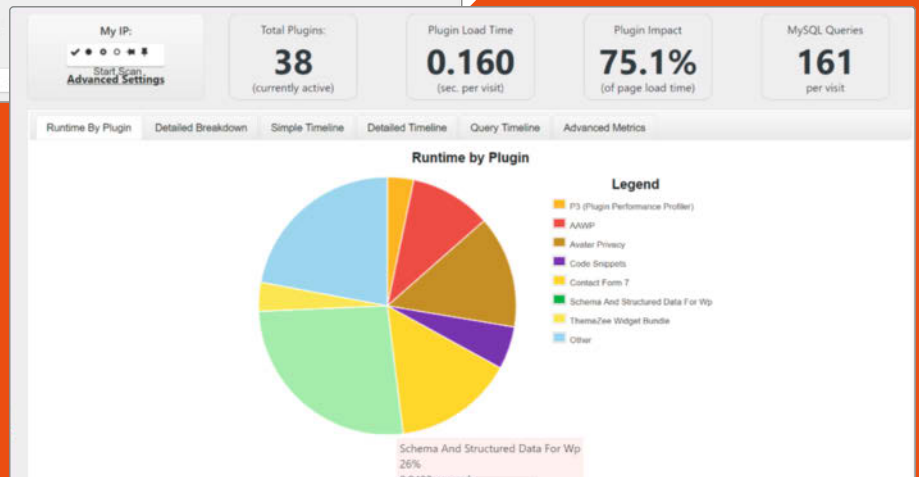 My IP:
Start Scan
Advanced Settings
Total Plugins:
38
(currently active)
Plugin Load Time
0.160
(sec. per visit)
Plugin Impact
75.1%
(of page load time)
MySQL Queries
161
per visit
Runtime By Plugin
Detailed Breakdown
Simple Timeline
Detailed Timeline
Query Timeline
Advanced Metrics
Runtime by Plugin
Legend
P3 (Plugin Performance Profiler)
AAWP
Avatar Privacy
Code Snippets
Contact Form 7
Schema And Structured Data For Wp
ThemeZee Widget Bundle
Other
Schema And Structured Data For Wp
26%